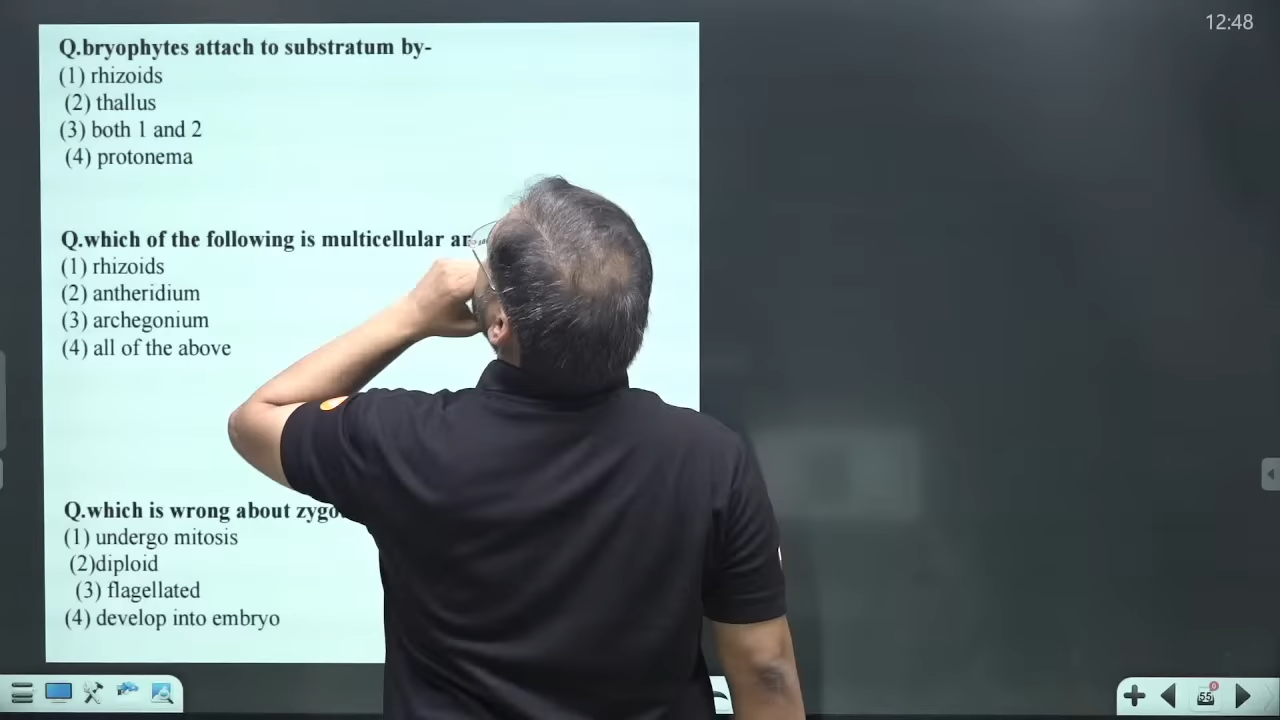 12:48
Q.bryophytes attach to substratum by-
(1) rhizoids
(2) thallus
(3) both 1 and 2
(4) protonema
Q.which of the following is multicellular
(1) rhizoids
(2) antheridium
(3) archegonium
(4) all of the above
Q.which is wrong about
(1) undergo mitosis
(2)diploid
(3) flagellated
(4) develop into embryo
55